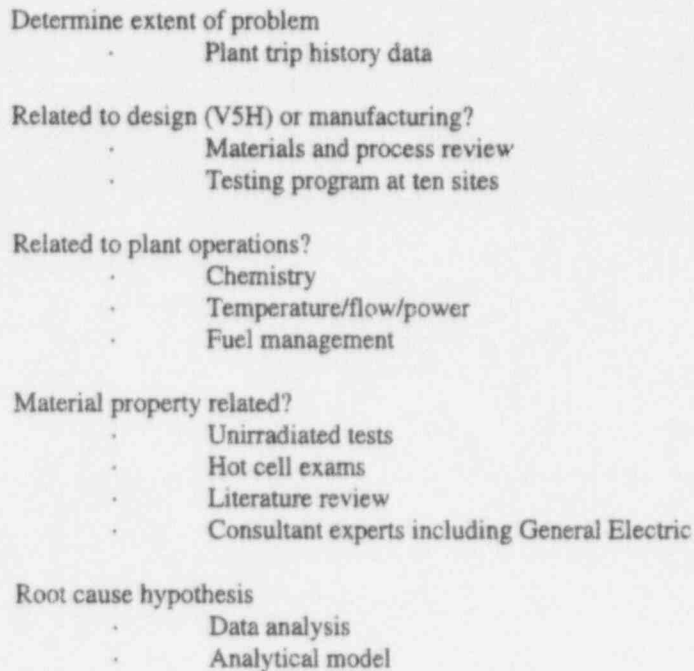 Determine extent of problem
· Plant trip history data
Related to design (V5H) or manufacturing?
· Materials and process review
· Testing program at ten sites
Related to plant operations?
· Chemistry
· Temperature/flow/power
· Fuel management
Material property related?
· Unirradiated tests
· Hot cell exams
· Literature review
· Consultant experts including General Electric
Root cause hypothesis
· Data analysis
· Analytical model